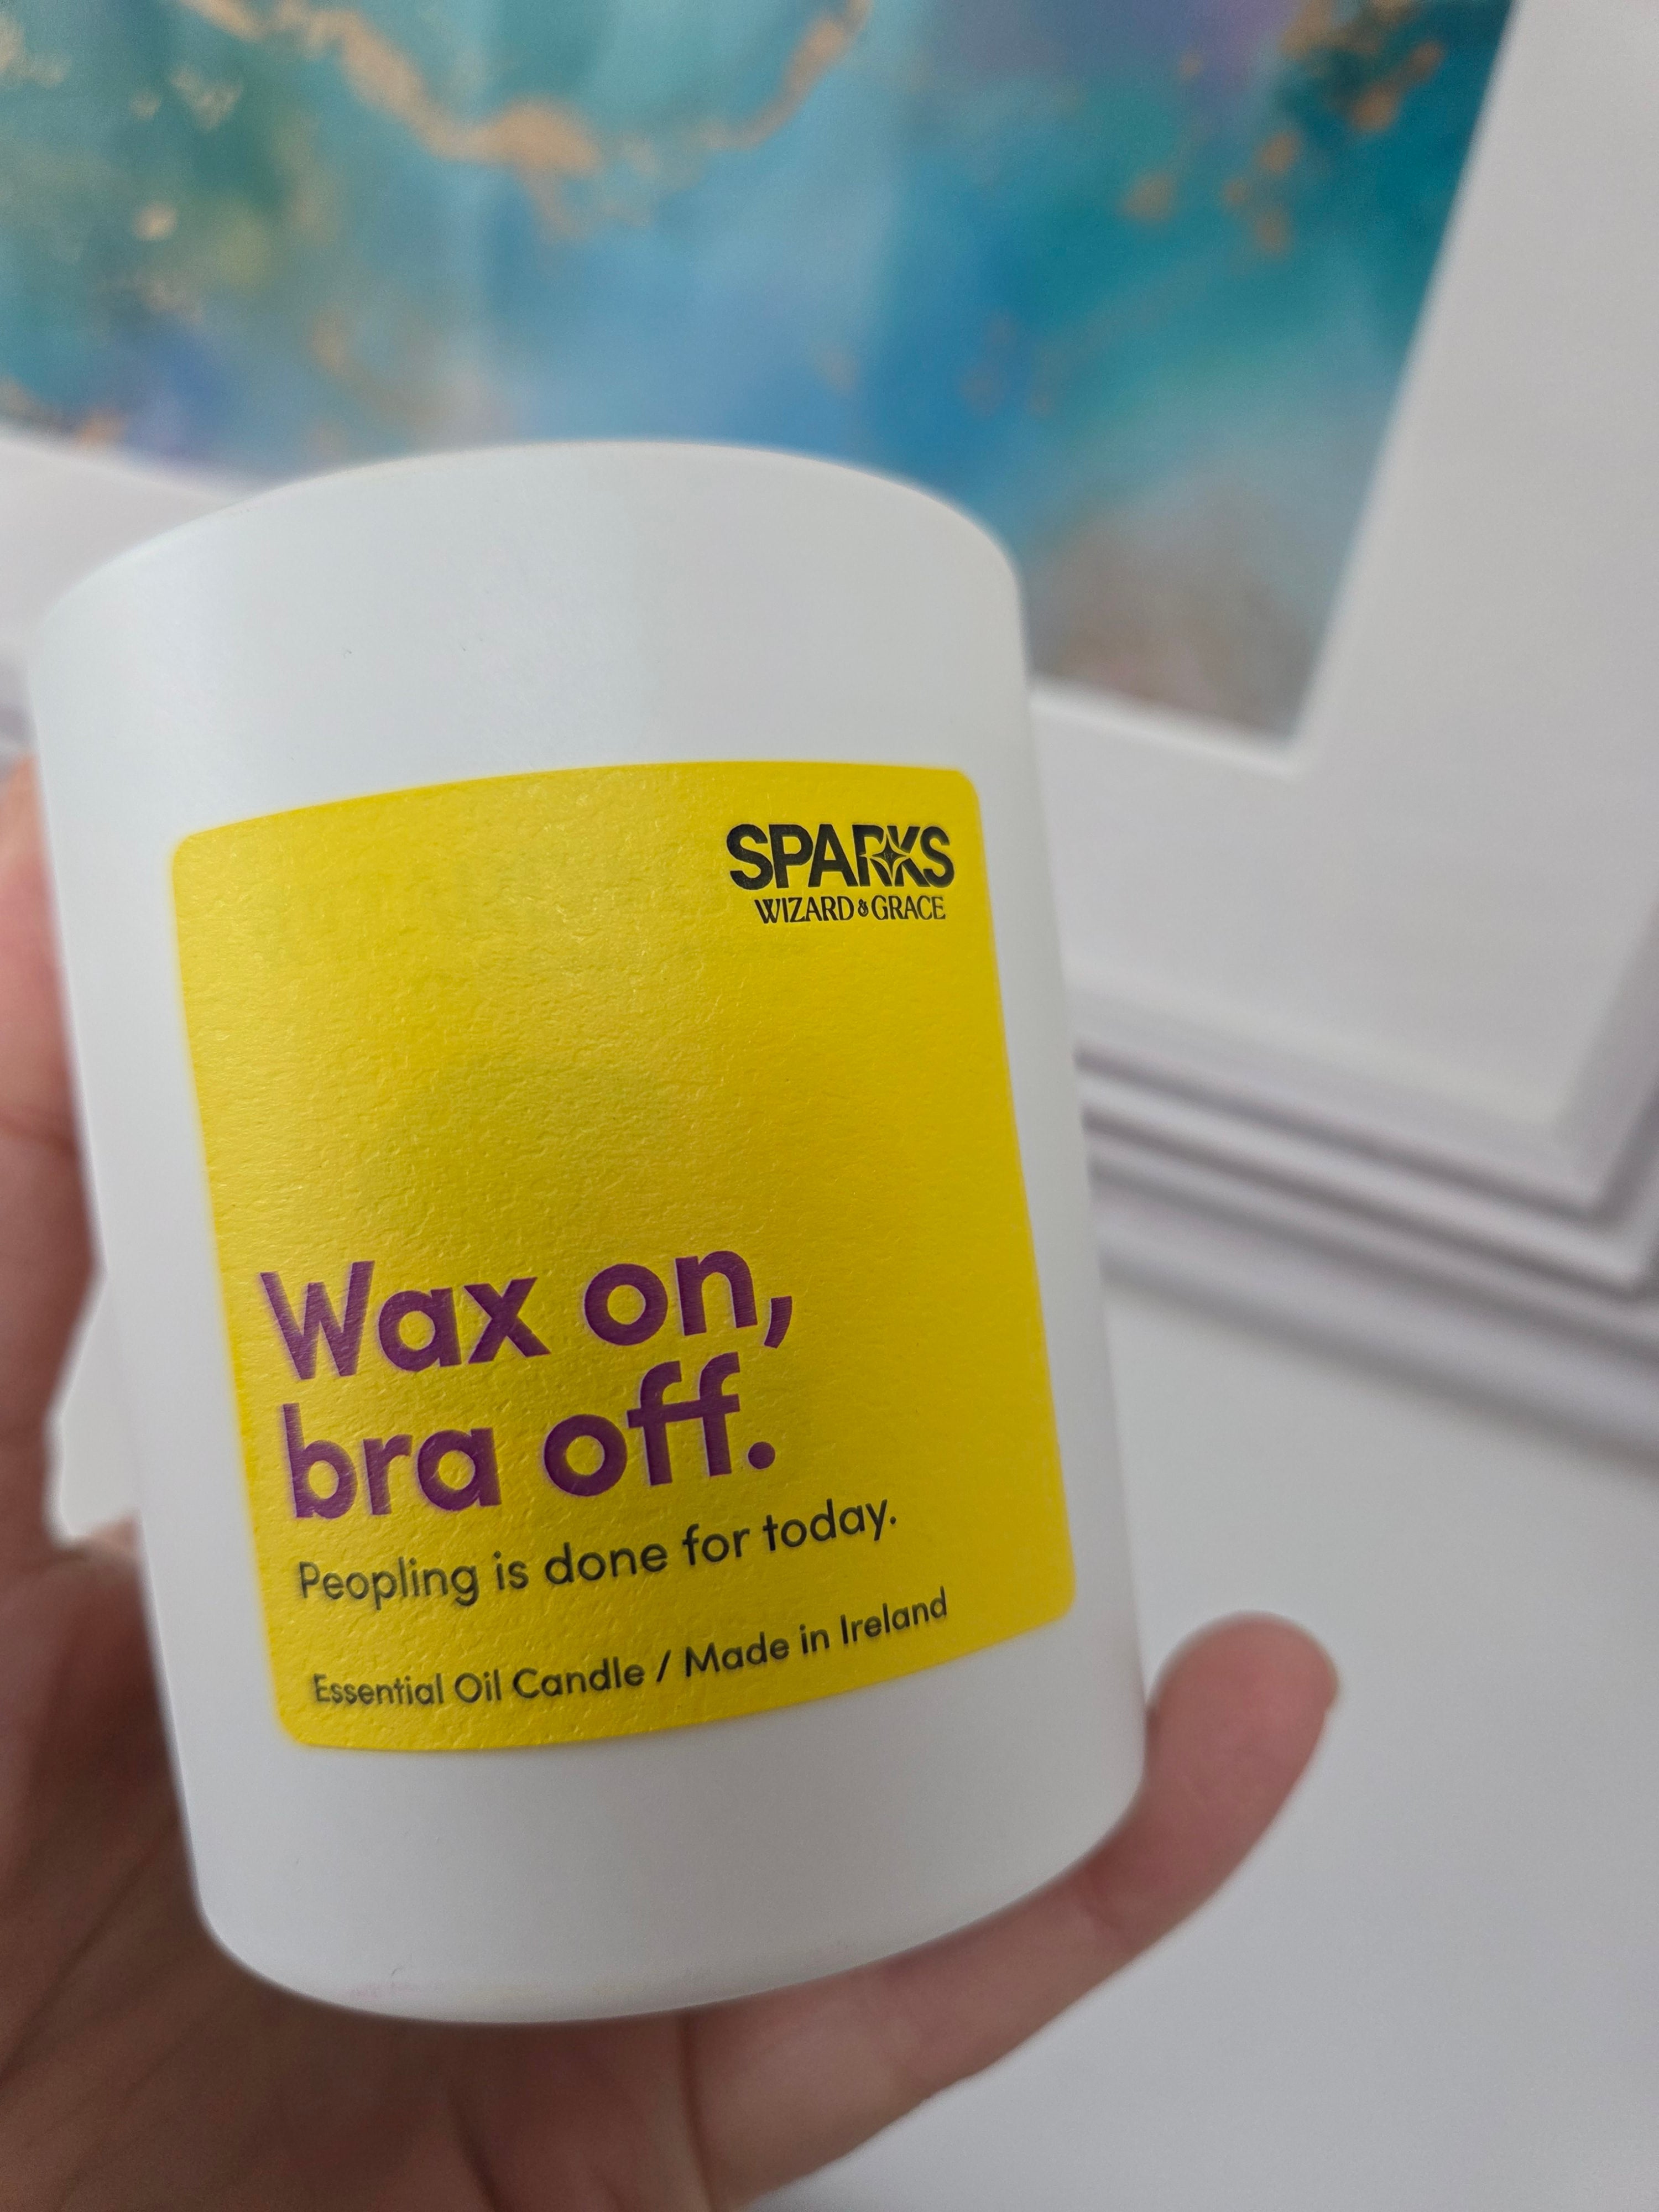 SPARKS
WIZARD & GRACE
Wax on,
bra off.
Peopling is done for today.
Essential Oil Candle / Made in Ireland